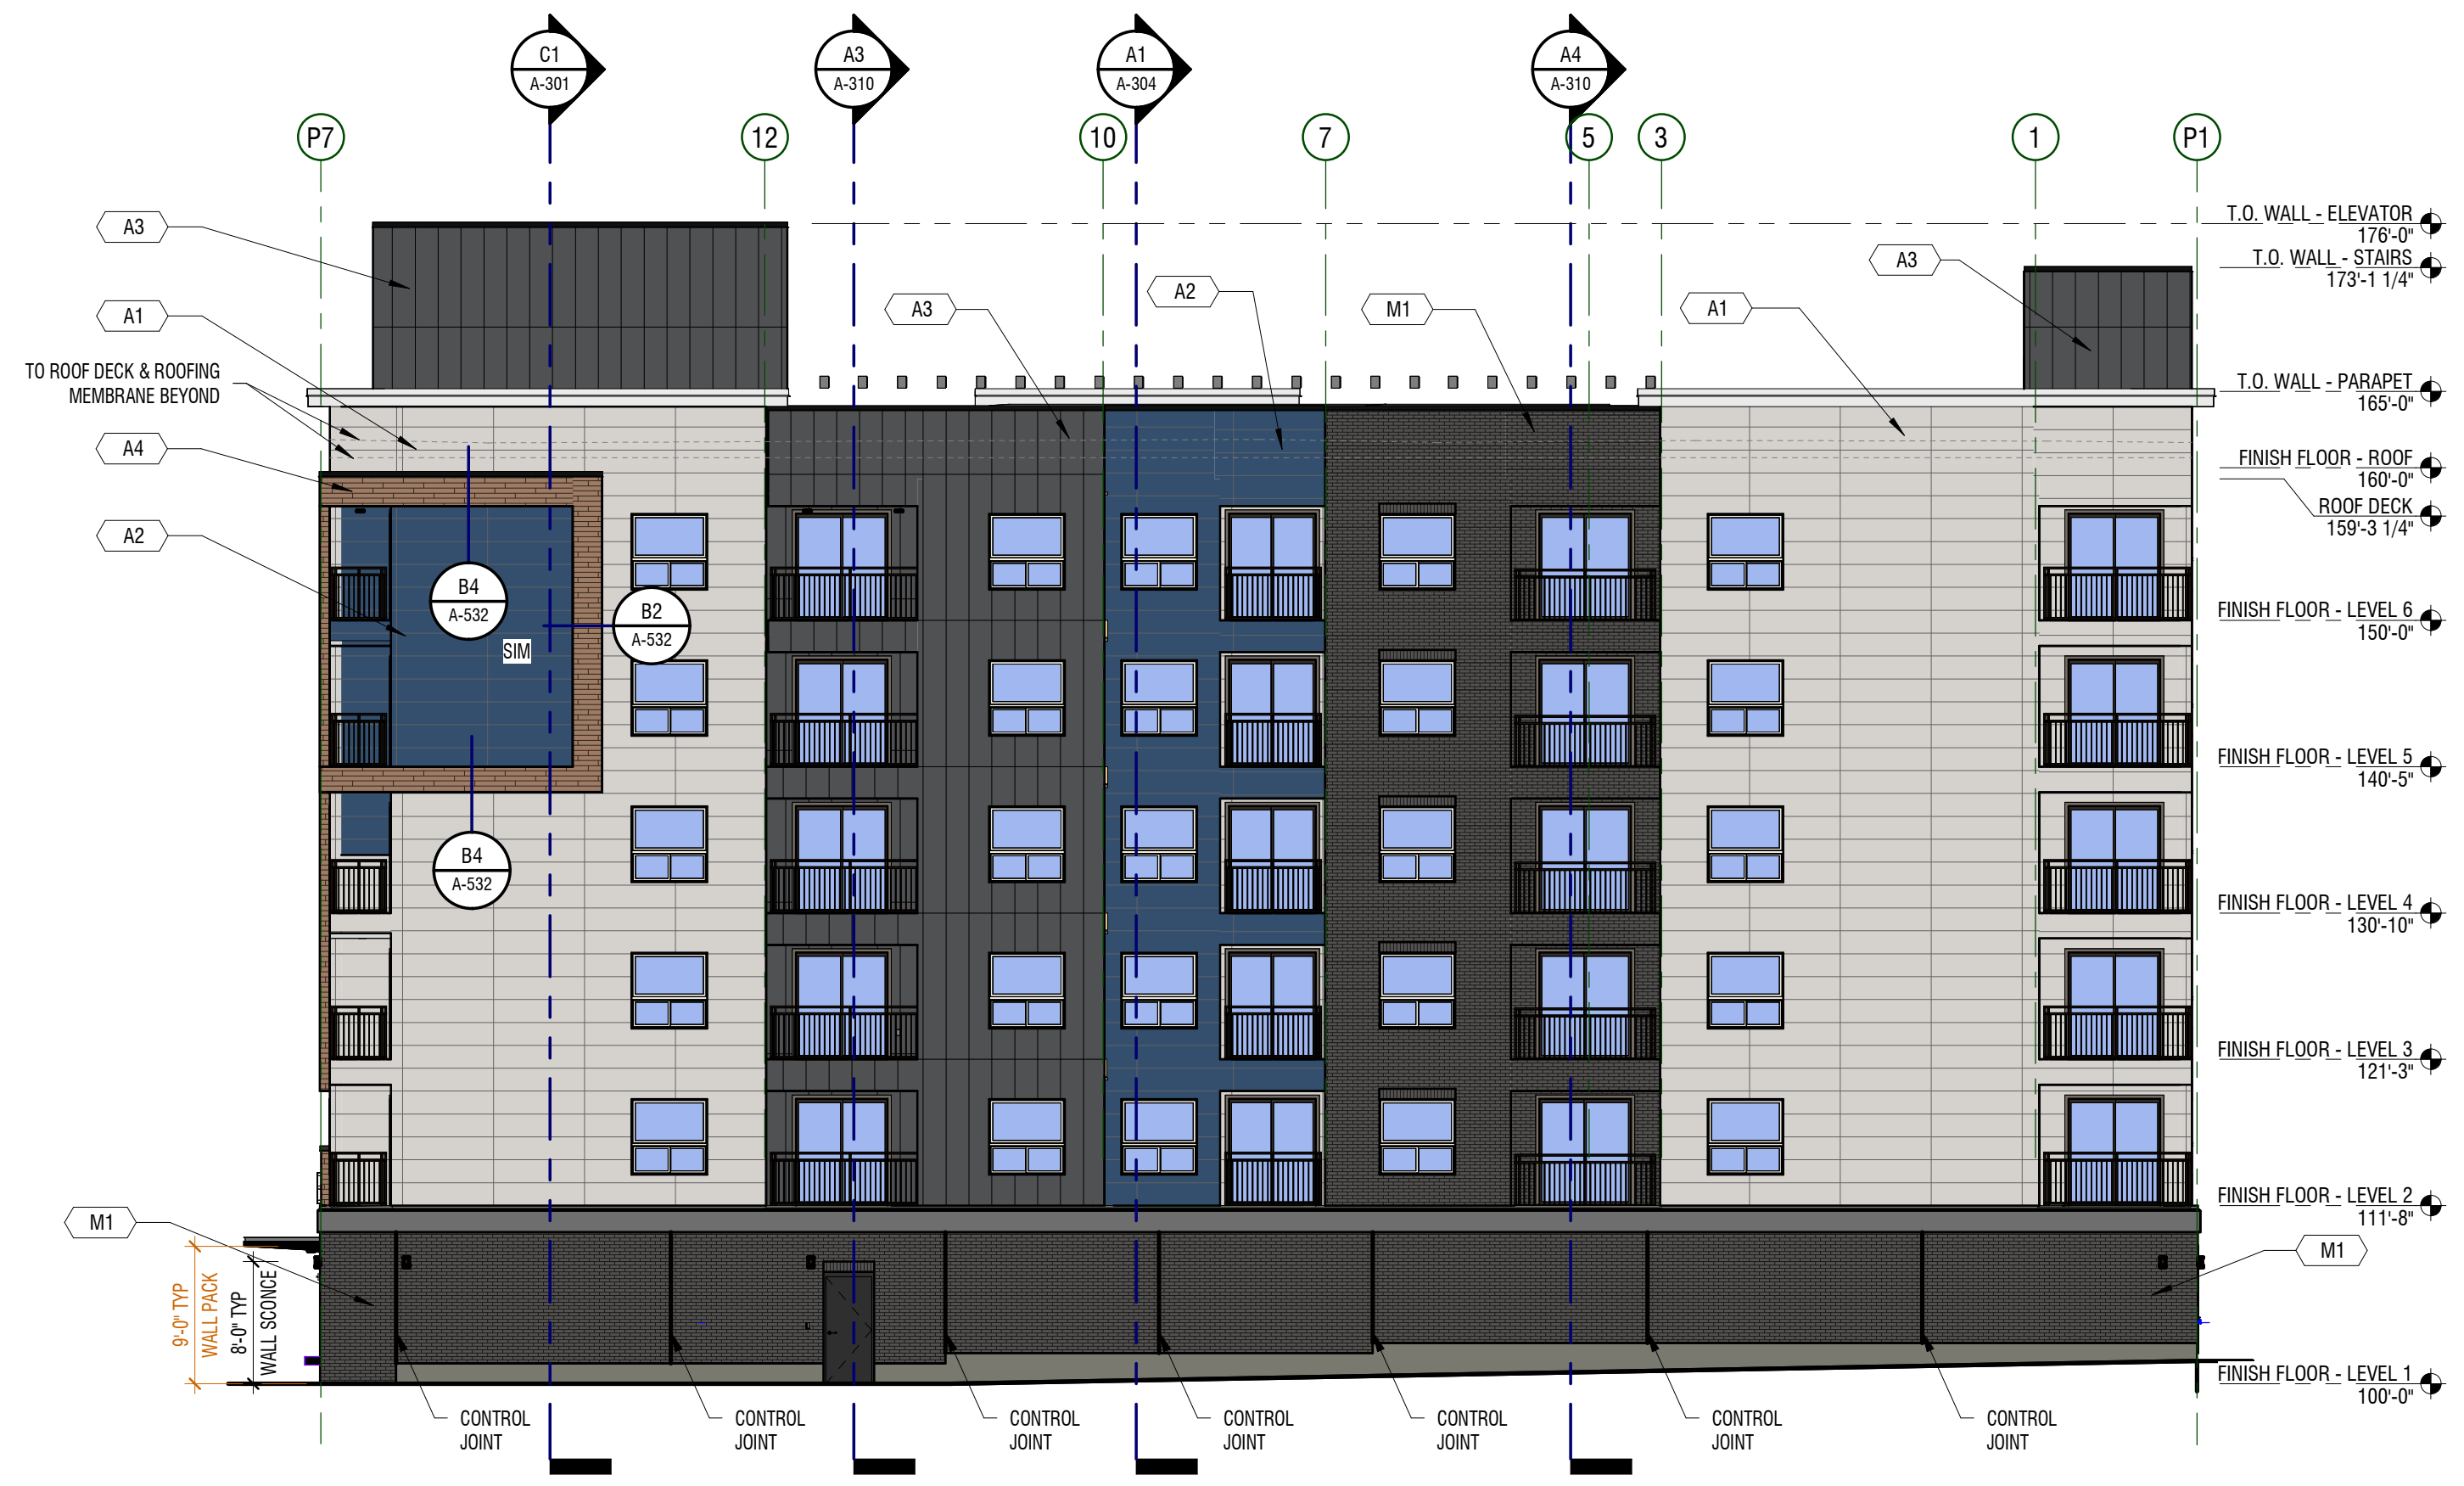 C1
A-301
A3
A-310
A1
A-304
A4
A-310
P7
12
10
7
5
3
1
P1
A3
A1
TO ROOF DECK & ROOFING
MEMBRANE BEYOND
A4
A2
A3
A2
M1
A1
A3
T.O. WALL - ELEVATOR
176'-0"
T.O. WALL - STAIRS
173'-1 1/4"
T.O. WALL - PARAPET
165'-0"
FINISH FLOOR - ROOF
160'-0"
ROOF DECK
159'-3 1/4"
FINISH FLOOR - LEVEL 6
150'-0"
FINISH FLOOR - LEVEL 5
140'-5"
FINISH FLOOR - LEVEL 4
130'-10"
FINISH FLOOR - LEVEL 3
121'-3"
FINISH FLOOR - LEVEL 2
111'-8"
FINISH FLOOR - LEVEL 1
100'-0"
B4
A-532
SIM
B2
A-532
B4
A-532
M1
M1
9'-0" TYP
WALL PACK
8'-0" TYP
WALL SCONCE
CONTROL
JOINT
CONTROL
JOINT
CONTROL
JOINT
CONTROL
JOINT
CONTROL
JOINT
CONTROL
JOINT
CONTROL
JOINT